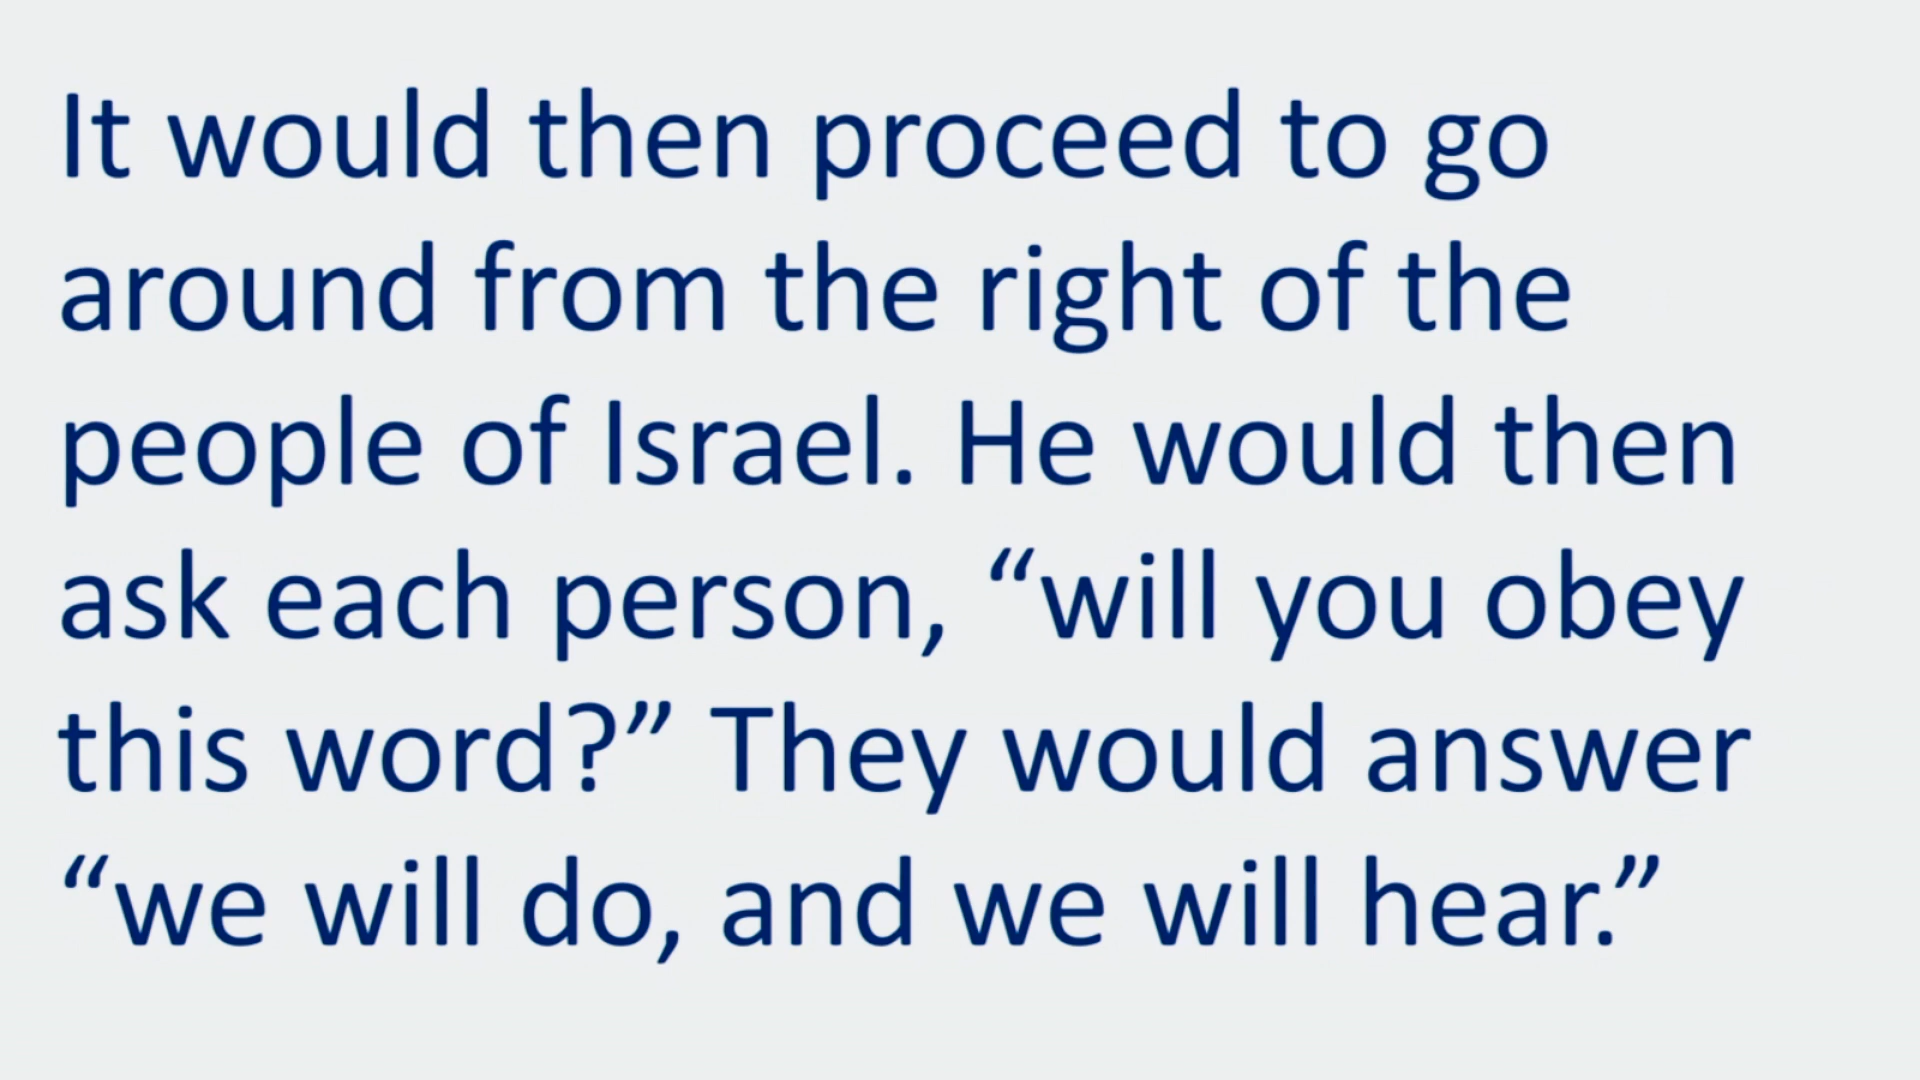 It would then proceed to go
around from the right of the
people of Israel. He would then
ask each person, “will you obey
this word?” They would answer
“we will do, and we will hear.”